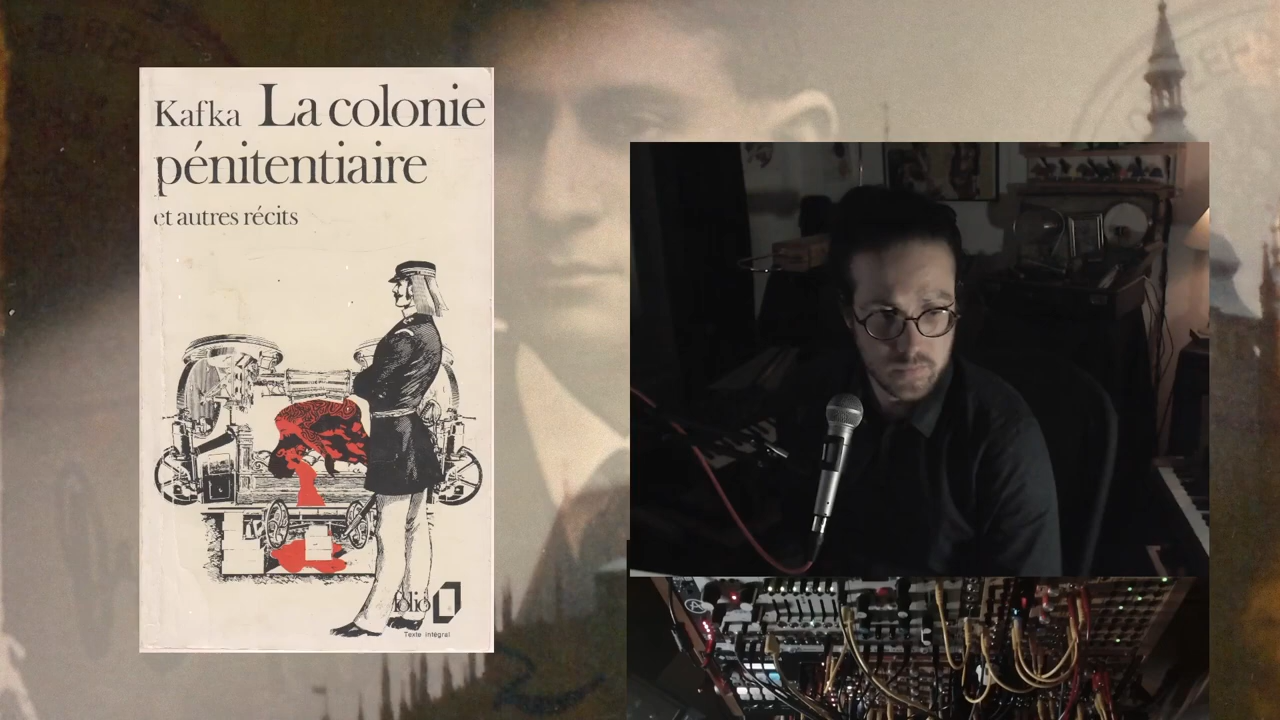 Kafka La colonie
pénitentiaire
et autres récits
folio
Texte intégral